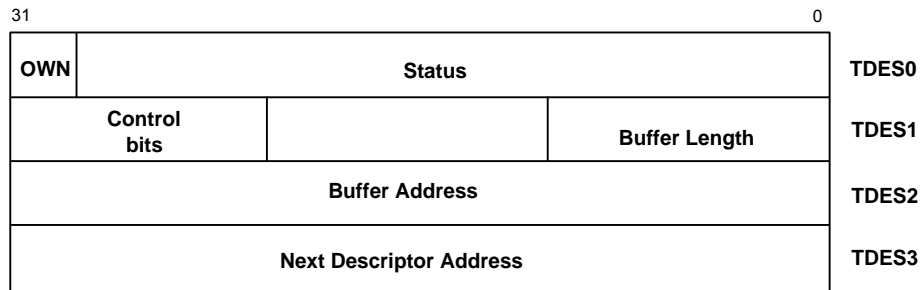 31 0
OWN Status TDES0
Control
bits Buffer Length TDES1
Buffer Address TDES2
Next Descriptor Address TDES3